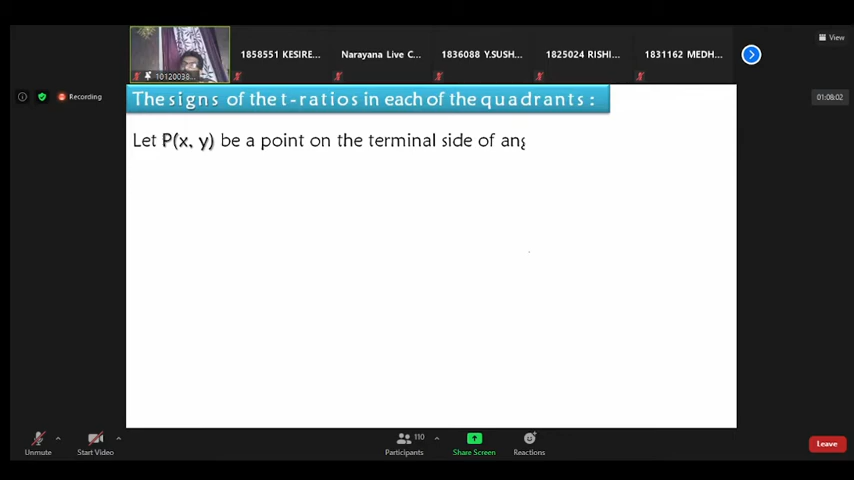 View
1858551 KESIRE...
Narayana Live C...
1836088 Y.SUSH...
1825024 RISHI...
1831162 MEDH...
10120038...
Recording
01:08:02
The signs of the t-ratios in each of the quadrants :
Let P(x, y) be a point on the terminal side of ang
Unmute
Start Video
110
Participants
Share Screen
Reactions
Leave